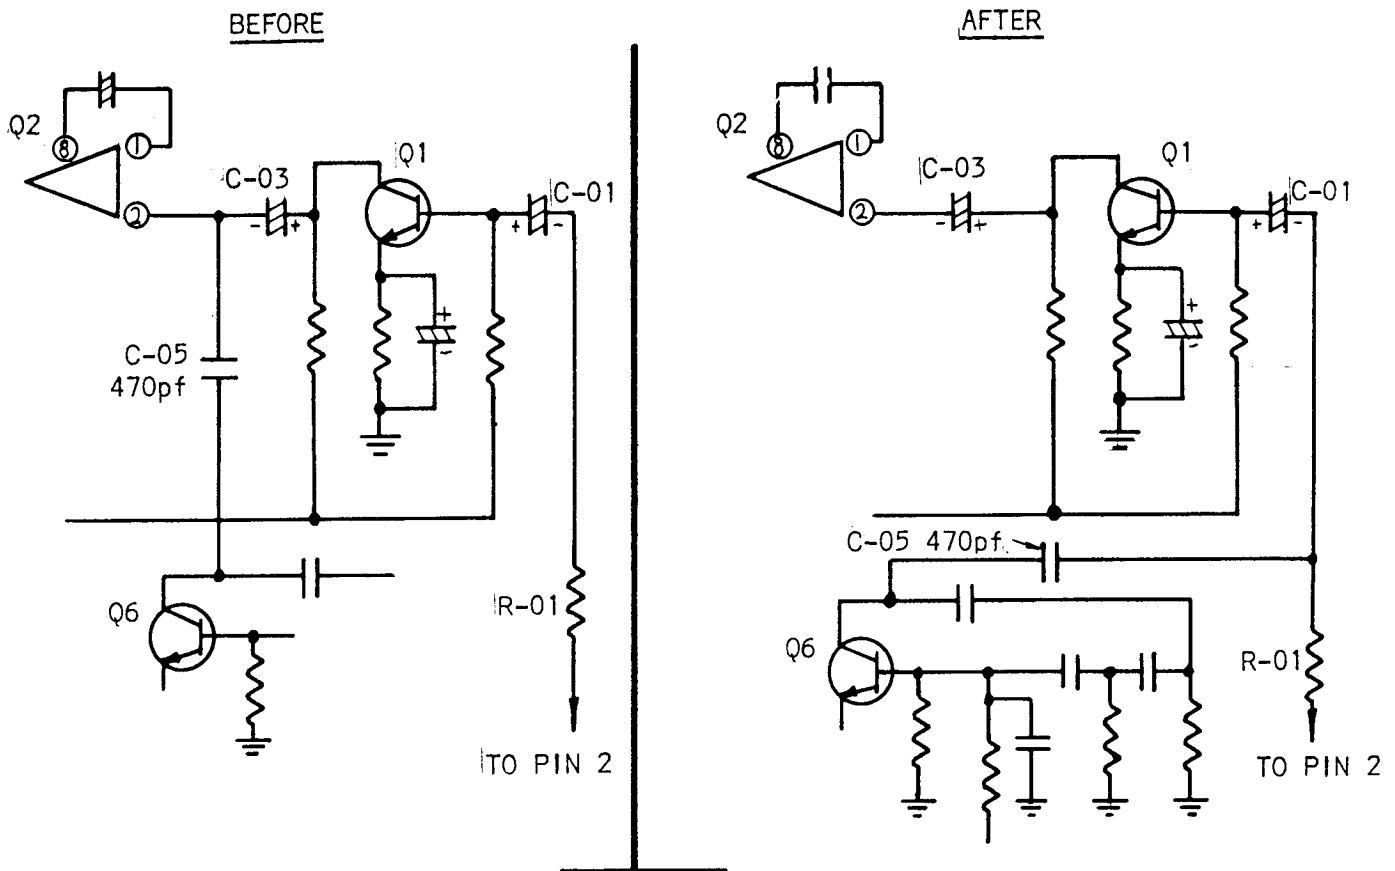 BEFORE
Q2
8
1
2
C-03
- +
Q1
C-01
+ -
+
-
C-05
470pf
Q6
R-01
TO PIN 2
AFTER
Q2
8
1
2
C-03
- +
Q1
C-01
+ -
+
-
C-05 470pf
Q6
R-01
TO PIN 2